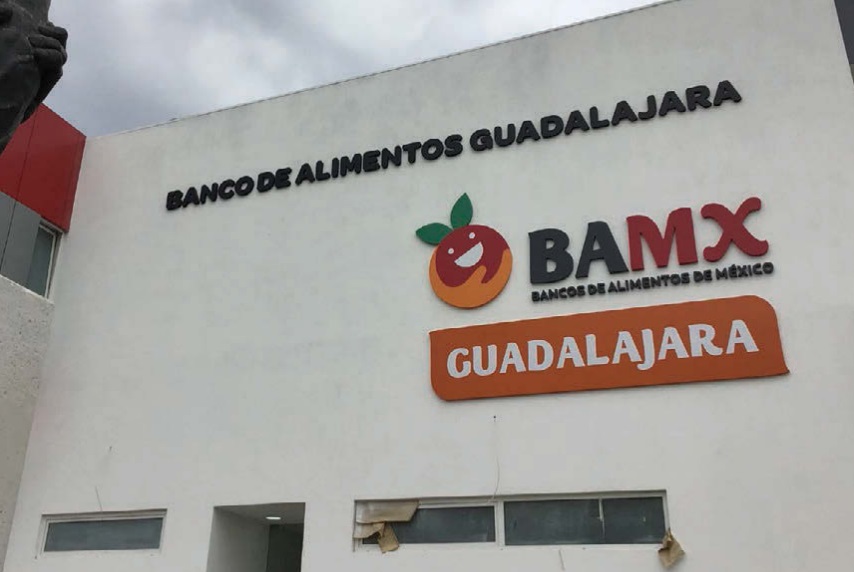 BANCO DE ALIMENTOS GUADALAJARA
BAMX
BANCOS DE ALIMENTOS DE MÉXICO
GUADALAJARA